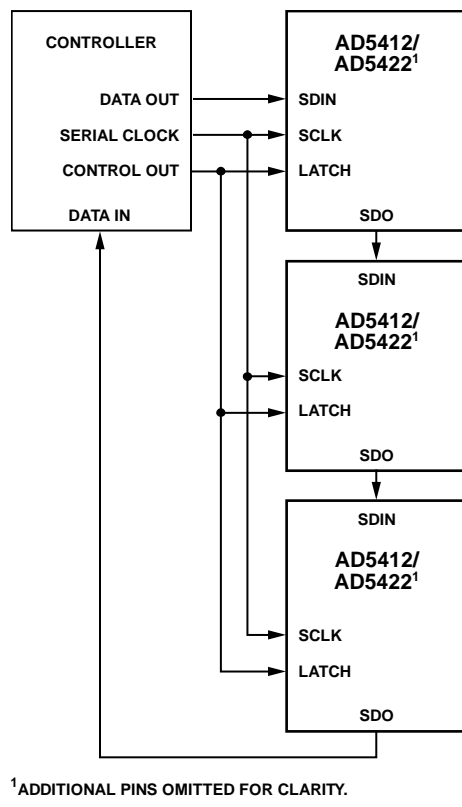 CONTROLLER
DATA OUT
SERIAL CLOCK
CONTROL OUT
DATA IN
AD5412/
AD5422¹
SDIN
SCLK
LATCH
SDO
SDIN
AD5412/
AD5422¹
SCLK
LATCH
SDO
SDIN
AD5412/
AD5422¹
SCLK
LATCH
SDO
¹ADDITIONAL PINS OMITTED FOR CLARITY.